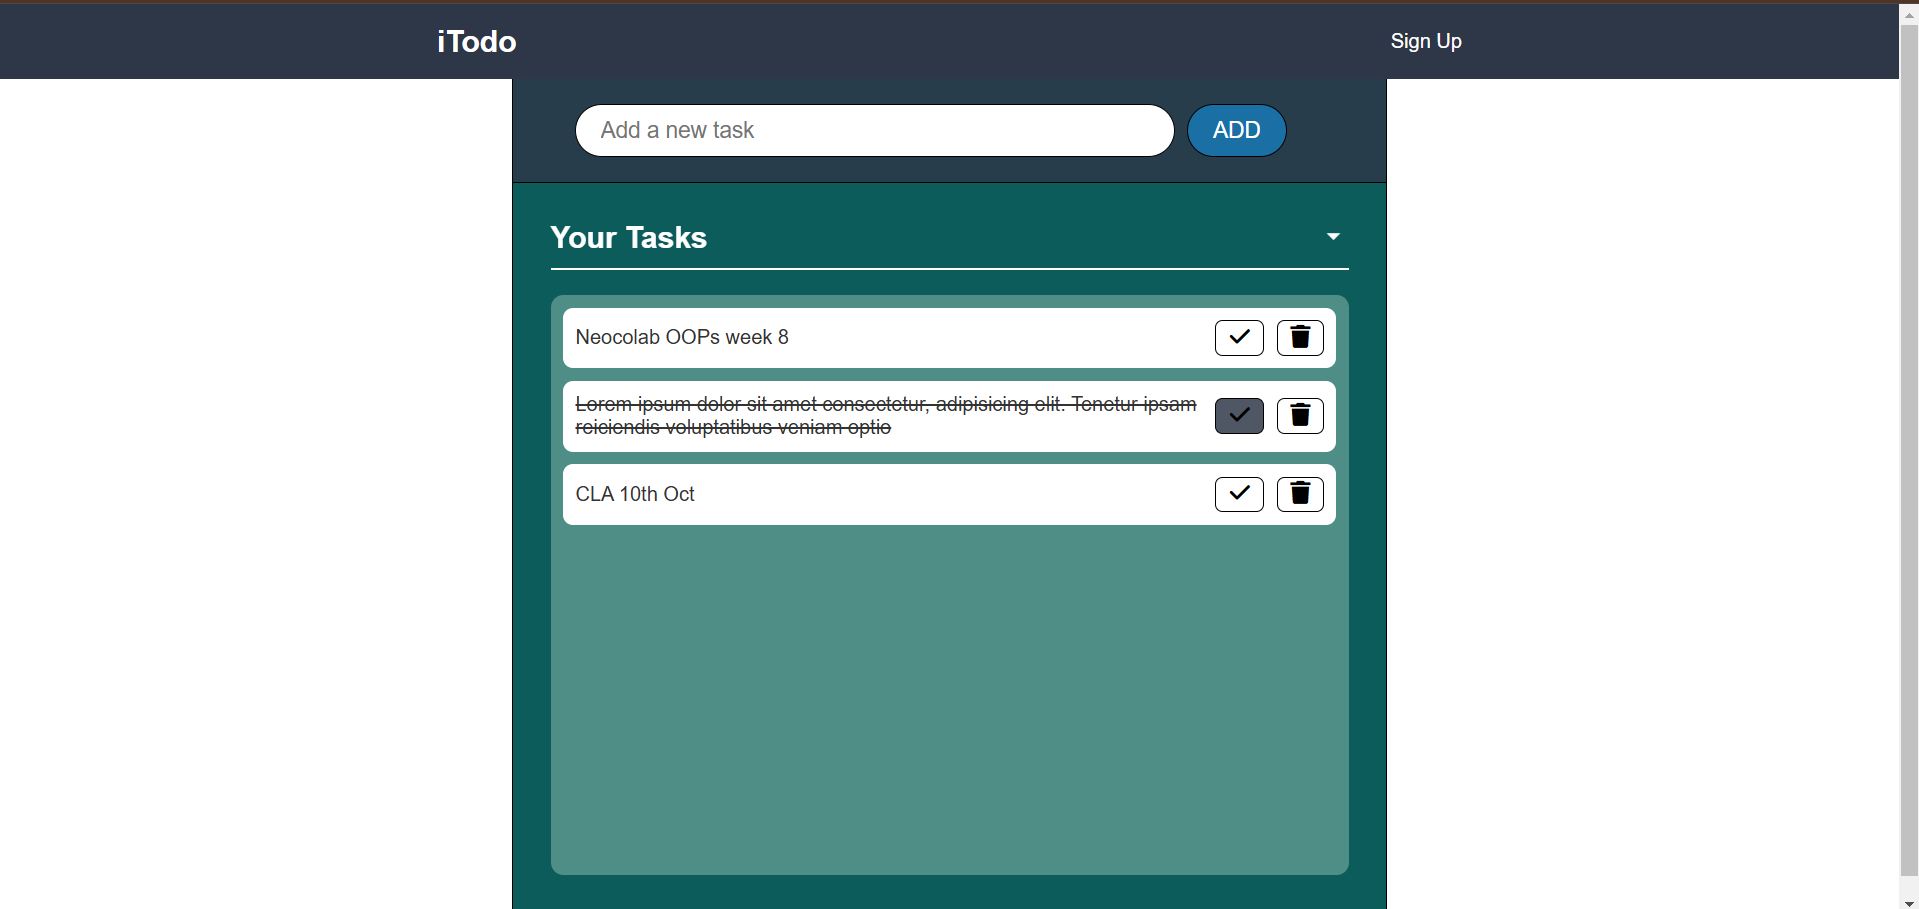 iTodo
Sign Up
Add a new task
ADD
Your Tasks
Neocolab OOPs week 8
Lorem ipsum dolor sit amet consectetur, adipisicing elit. Tenetur ipsam
reiciendis voluptatibus veniam optio
CLA 10th Oct